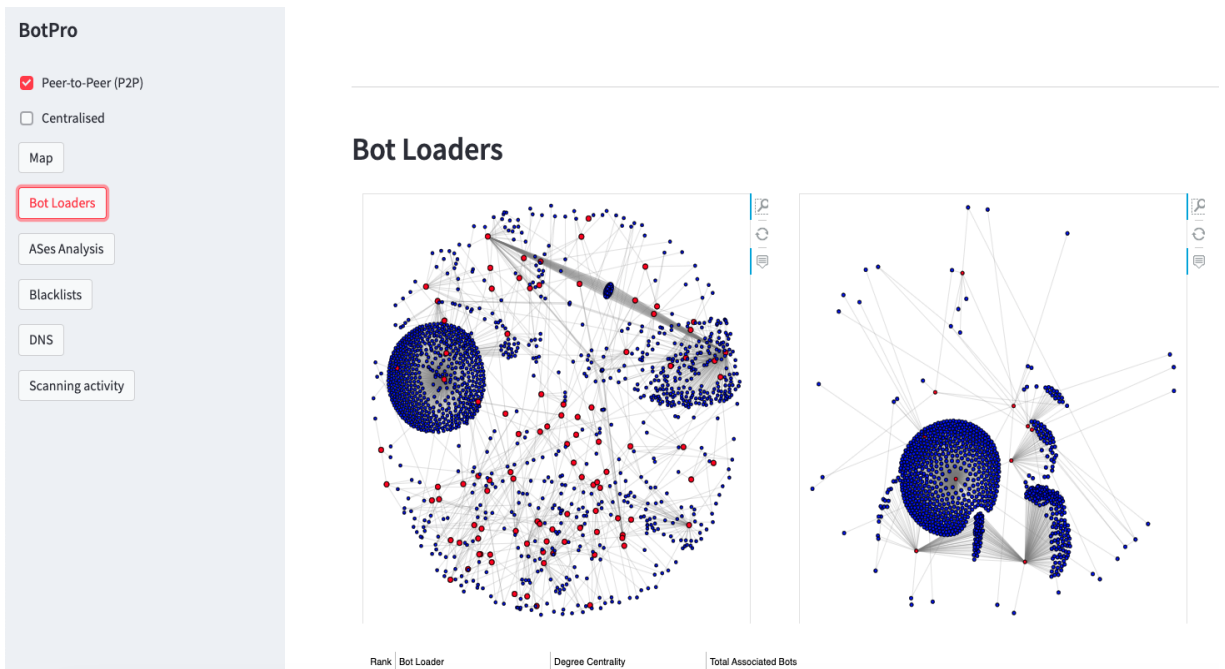 BotPro
Peer-to-Peer (P2P)
Centralised
Map
Bot Loaders
ASes Analysis
Blacklists
DNS
Scanning activity
Bot Loaders
Rank Bot Loader Degree Centrality Total Associated Bots